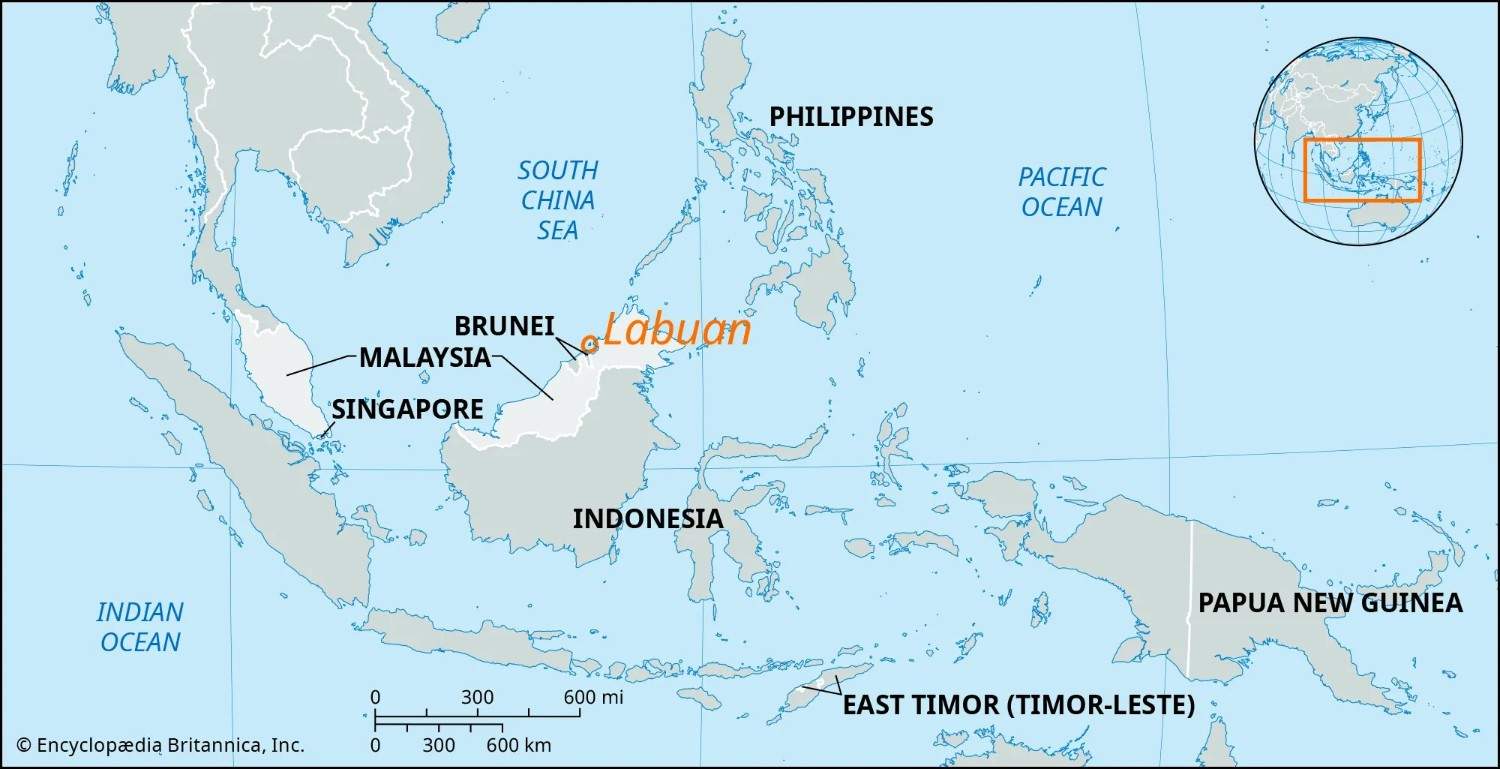 PHILIPPINES
SOUTH
CHINA
SEA
PACIFIC
OCEAN
BRUNEI
Labuan
MALAYSIA
SINGAPORE
INDONESIA
INDIAN
OCEAN
PAPUA NEW GUINEA
EAST TIMOR (TIMOR-LESTE)
0 300 600 mi
0 300 600 km
© Encyclopædia Britannica, Inc.